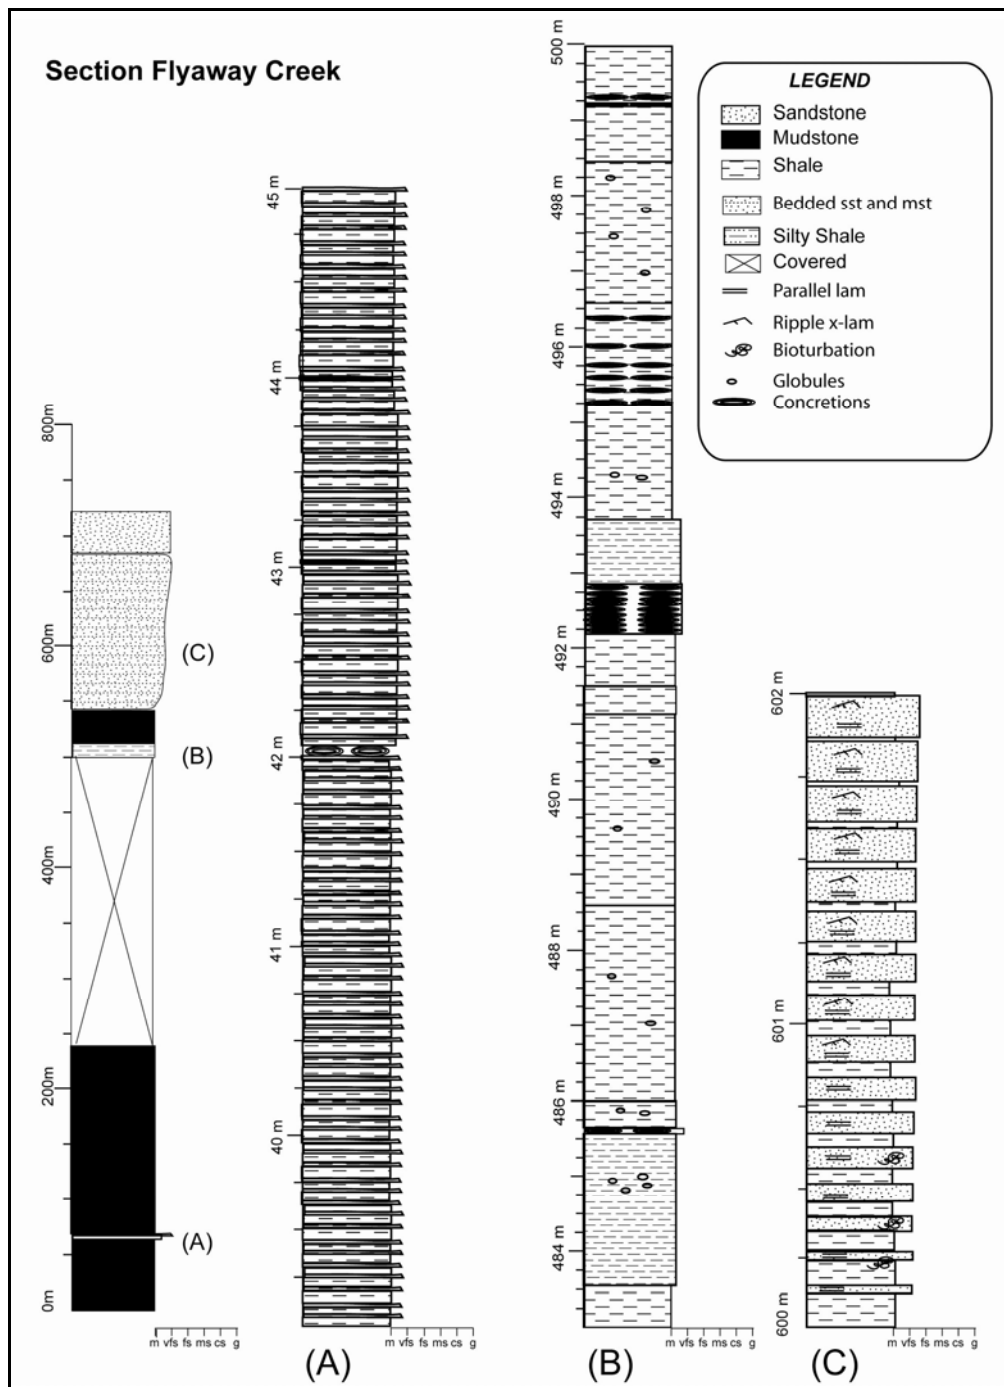 Section Flyaway Creek
LEGEND
Sandstone
Mudstone
Shale
Bedded sst and mst
Silty Shale
Covered
Parallel lam
Ripple x-lam
Bioturbation
Globules
Concretions
800m
600m
400m
200m
0m
(C)
(B)
(A)
m vfs fs ms cs g
45 m
44 m
43 m
42 m
41 m
40 m
m vfs fs ms cs g
(A)
500 m
498 m
496 m
494 m
492 m
490 m
488 m
486 m
484 m
m vfs fs ms cs g
(B)
602 m
601 m
600 m
m vfs fs ms cs g
(C)